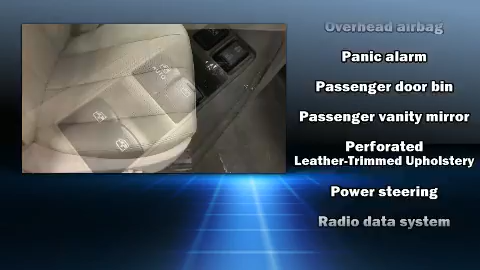 Overhead airbag
Panic alarm
Passenger door bin
Passenger vanity mirror
Perforated
Leather-Trimmed Upholstery
Power steering
Radio data system